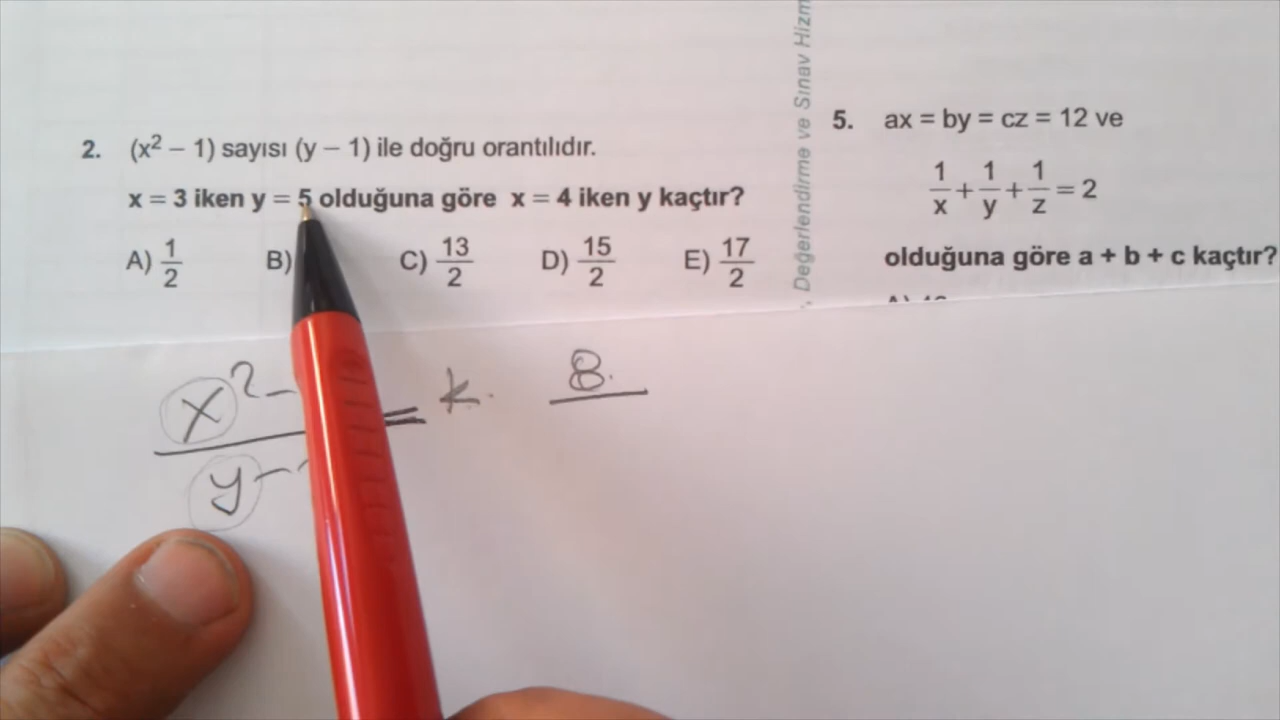 2. (x² – 1) sayısı (y – 1) ile doğru orantılıdır.
x = 3 iken y = 5 olduğuna göre x = 4 iken y kaçtır?
A) 1/2 B) C) 13/2 D) 15/2 E) 17/2
x² – / y – = k 8
. Değerlendirme ve Sınav Hizm
5. ax = by = cz = 12 ve
1/x + 1/y + 1/z = 2
olduğuna göre a + b + c kaçtır?